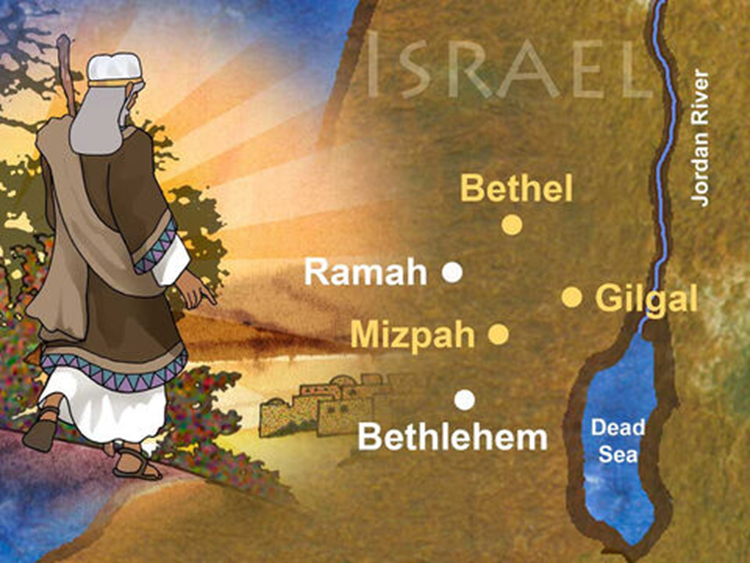 ISRAEL
Jordan River
Bethel
Ramah
Gilgal
Mizpah
Bethlehem
Dead
Sea